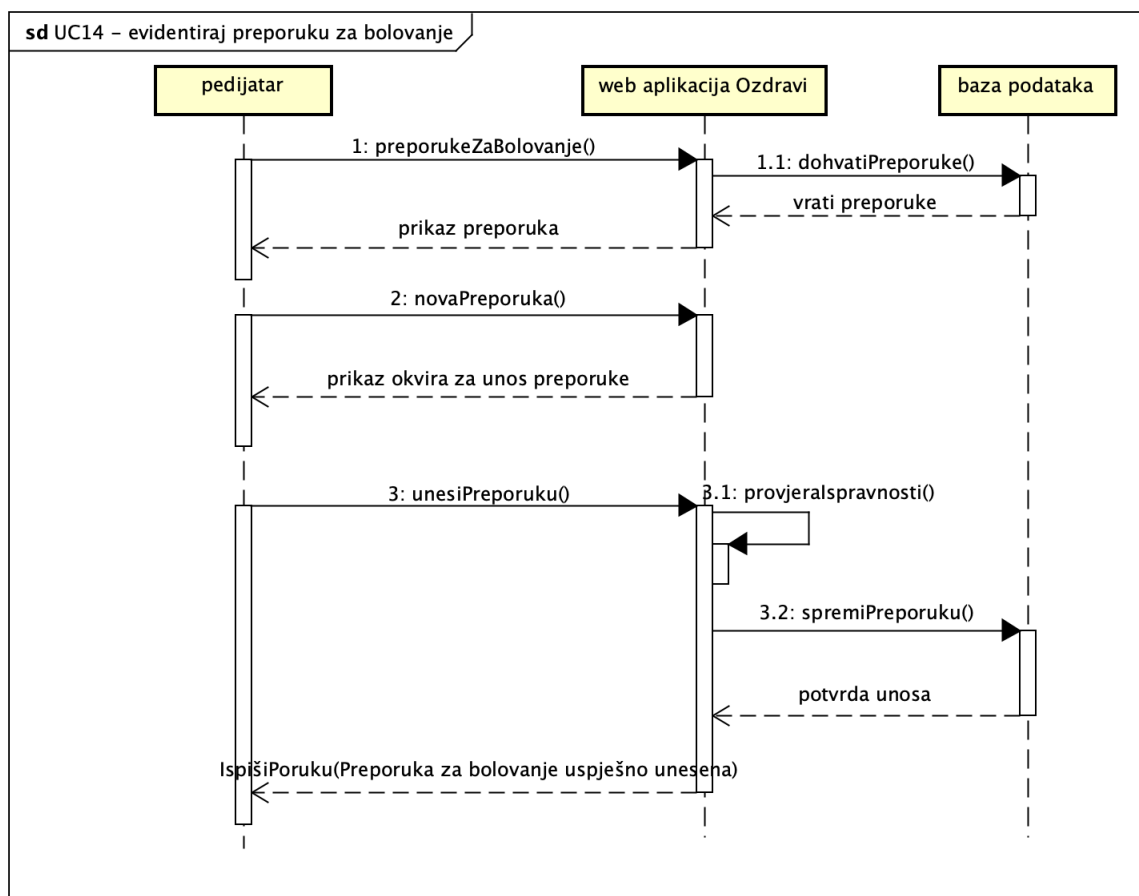 sd UC14 – evidentiraj preporuku za bolovanje
pedijatar
web aplikacija Ozdravi
baza podataka
1: preporukeZaBolovanje()
1.1: dohvatiPreporuke()
vrati preporuke
prikaz preporuka
2: novaPreporuka()
prikaz okvira za unos preporuke
3: unesiPreporuku()
3.1: provjeraIspravnosti()
3.2: spremiPreporuku()
potvrda unosa
IspišiPoruku(Preporuka za bolovanje uspješno unesena)